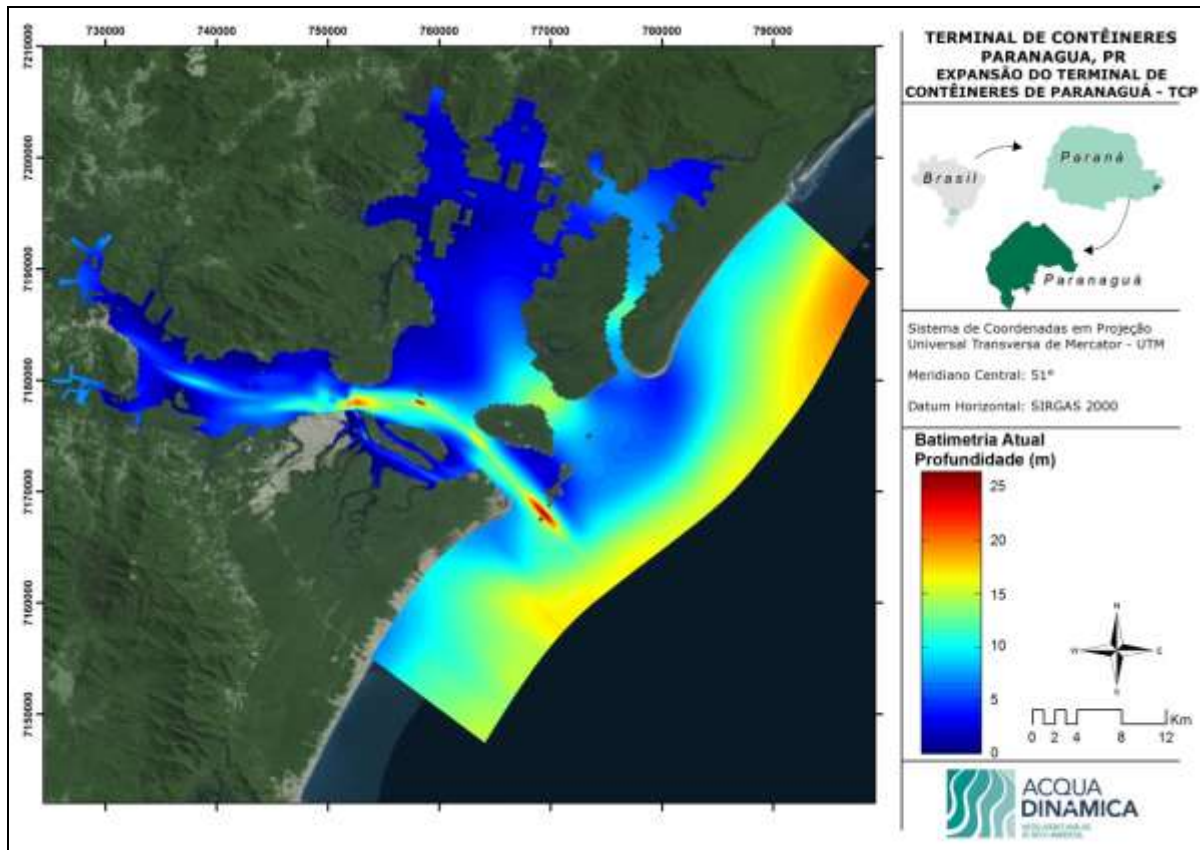 730000 740000 750000 760000 770000 780000 790000
7210000
7200000
7190000
7180000
7170000
7160000
7150000
TERMINAL DE CONTÊINERES
PARANAGUA, PR
EXPANSÃO DO TERMINAL DE
CONTÊINERES DE PARANAGUÁ - TCP
Brasil
Paraná
Paranaguá
Sistema de Coordenadas em Projeção
Universal Transversa de Mercator - UTM
Meridiano Central: 51°
Datum Horizontal: SIRGAS 2000
Batimetria Atual
Profundidade (m)
25
20
15
10
5
0
N
W E
S
Km
0 2 4 8 12
ACQUA
DINAMICA